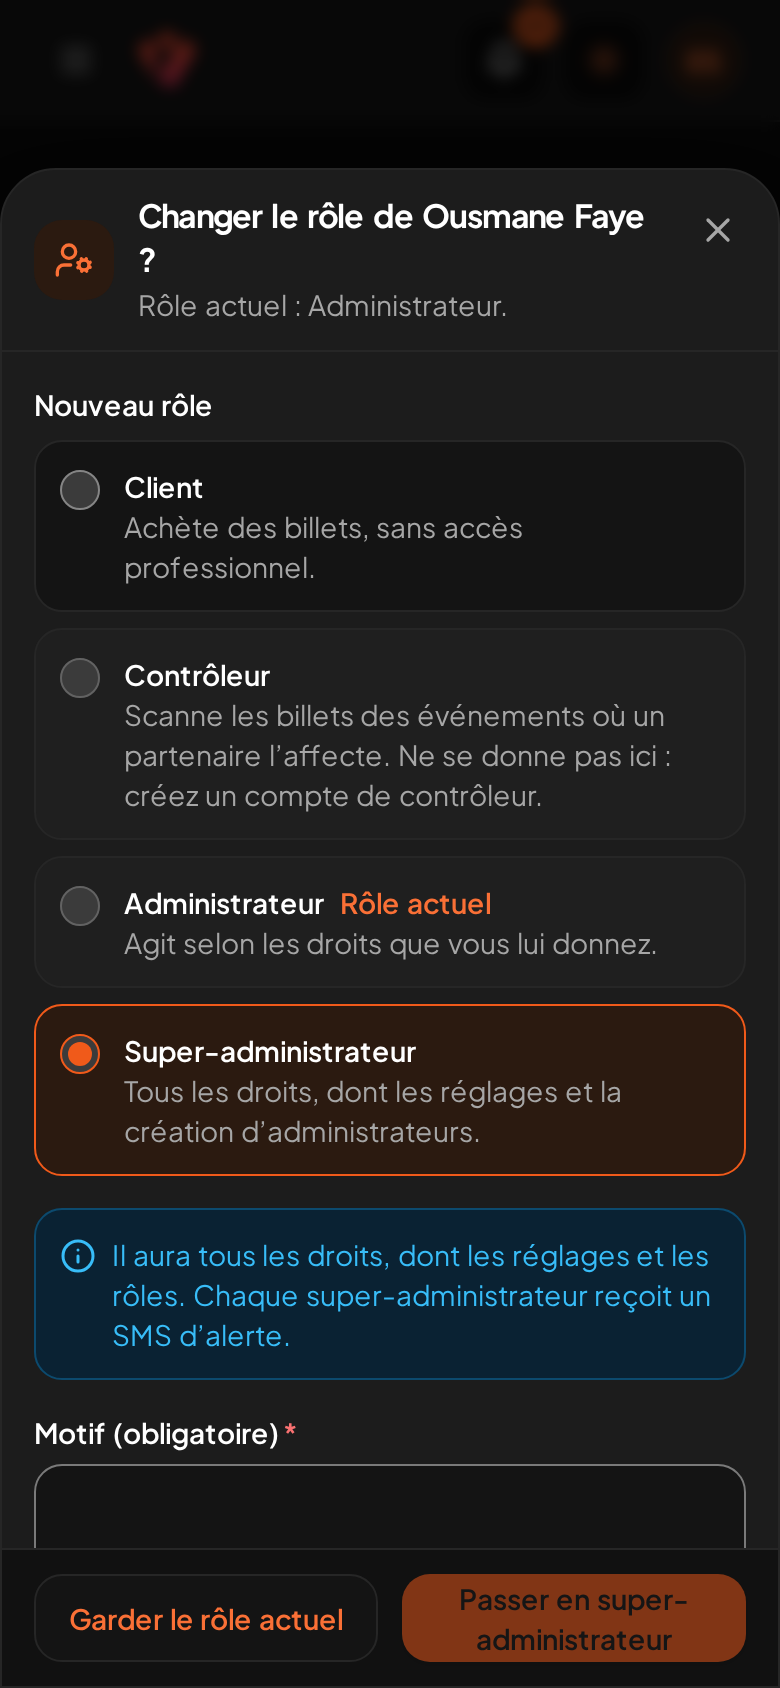 Changer le rôle de Ousmane Faye
?
Rôle actuel : Administrateur.
Nouveau rôle
Client
Achète des billets, sans accès
professionnel.
Contrôleur
Scanne les billets des événements où un
partenaire l’affecte. Ne se donne pas ici :
créez un compte de contrôleur.
Administrateur Rôle actuel
Agit selon les droits que vous lui donnez.
Super-administrateur
Tous les droits, dont les réglages et la
création d’administrateurs.
Il aura tous les droits, dont les réglages et les
rôles. Chaque super-administrateur reçoit un
SMS d’alerte.
Motif (obligatoire) *
Garder le rôle actuel
Passer en super-
administrateur